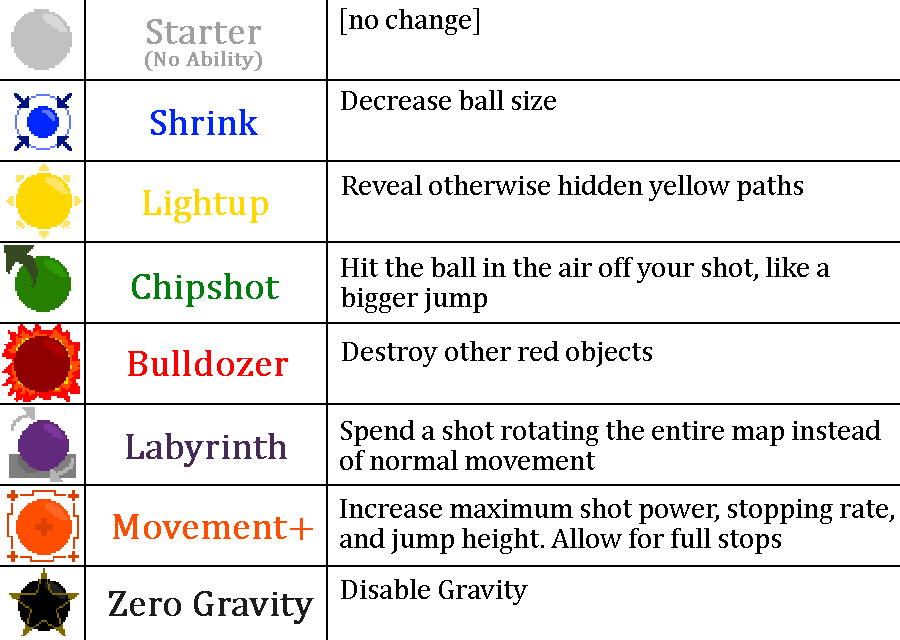 Starter
(No Ability)
[no change]
Shrink
Decrease ball size
Lightup
Reveal otherwise hidden yellow paths
Chipshot
Hit the ball in the air off your shot, like a
bigger jump
Bulldozer
Destroy other red objects
Labyrinth
Spend a shot rotating the entire map instead
of normal movement
Movement+
Increase maximum shot power, stopping rate,
and jump height. Allow for full stops
Zero Gravity
Disable Gravity